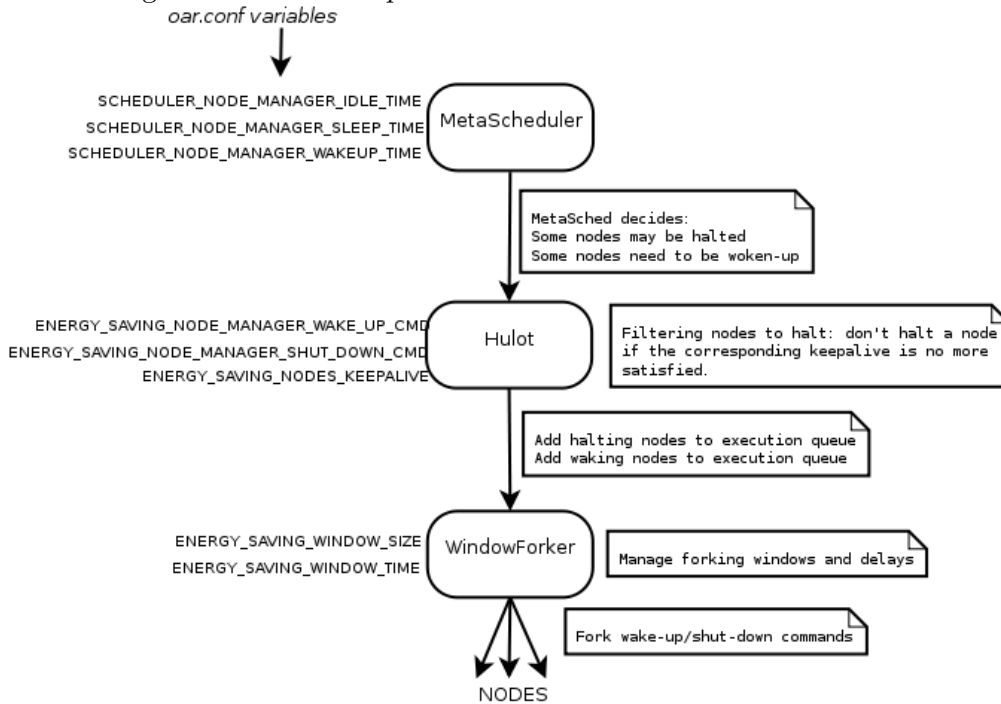 oar.conf variables
SCHEDULER_NODE_MANAGER_IDLE_TIME
SCHEDULER_NODE_MANAGER_SLEEP_TIME
SCHEDULER_NODE_MANAGER_WAKEUP_TIME
MetaScheduler
MetaSched decides:
Some nodes may be halted
Some nodes need to be woken-up
ENERGY_SAVING_NODE_MANAGER_WAKE_UP_CMD
ENERGY_SAVING_NODE_MANAGER_SHUT_DOWN_CMD
ENERGY_SAVING_NODES_KEEPALIVE
Hulot
Filtering nodes to halt: don't halt a node
if the corresponding keepalive is no more
satisfied.
Add halting nodes to execution queue
Add waking nodes to execution queue
ENERGY_SAVING_WINDOW_SIZE
ENERGY_SAVING_WINDOW_TIME
WindowForker
Manage forking windows and delays
Fork wake-up/shut-down commands
NODES